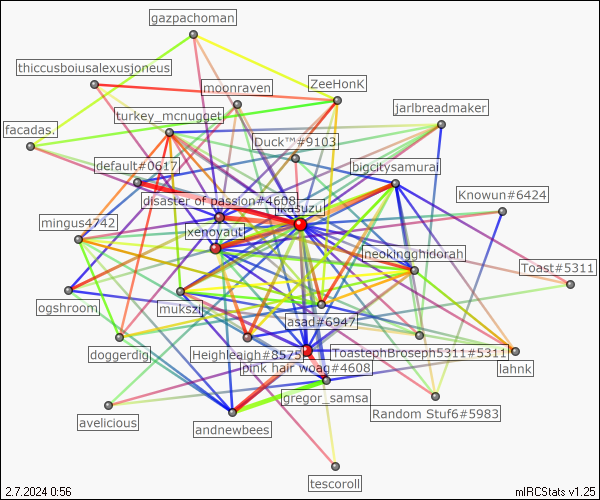 gazpachoman
thiccusboiusalexusjoneus
moonraven
ZeeHonK
turkey_mcnugget
jarlbreadmaker
facadas.
Duck™#9103
default#0617
bigcitysamurai
disaster of passion#4608
ikasuzu
Knowun#6424
mingus4742
xenoyaut
neokingghidorah
Toast#5311
ogshroom
mukszi
asad#6947
doggerdig
Heighleaigh#8575
ToastephBroseph5311#5311
lahnk
pink hair woag#4608
gregor_samsa
Random Stuf6#5983
avelicious
andnewbees
tescoroll
2.7.2024 0:56
mIRCStats v1.25